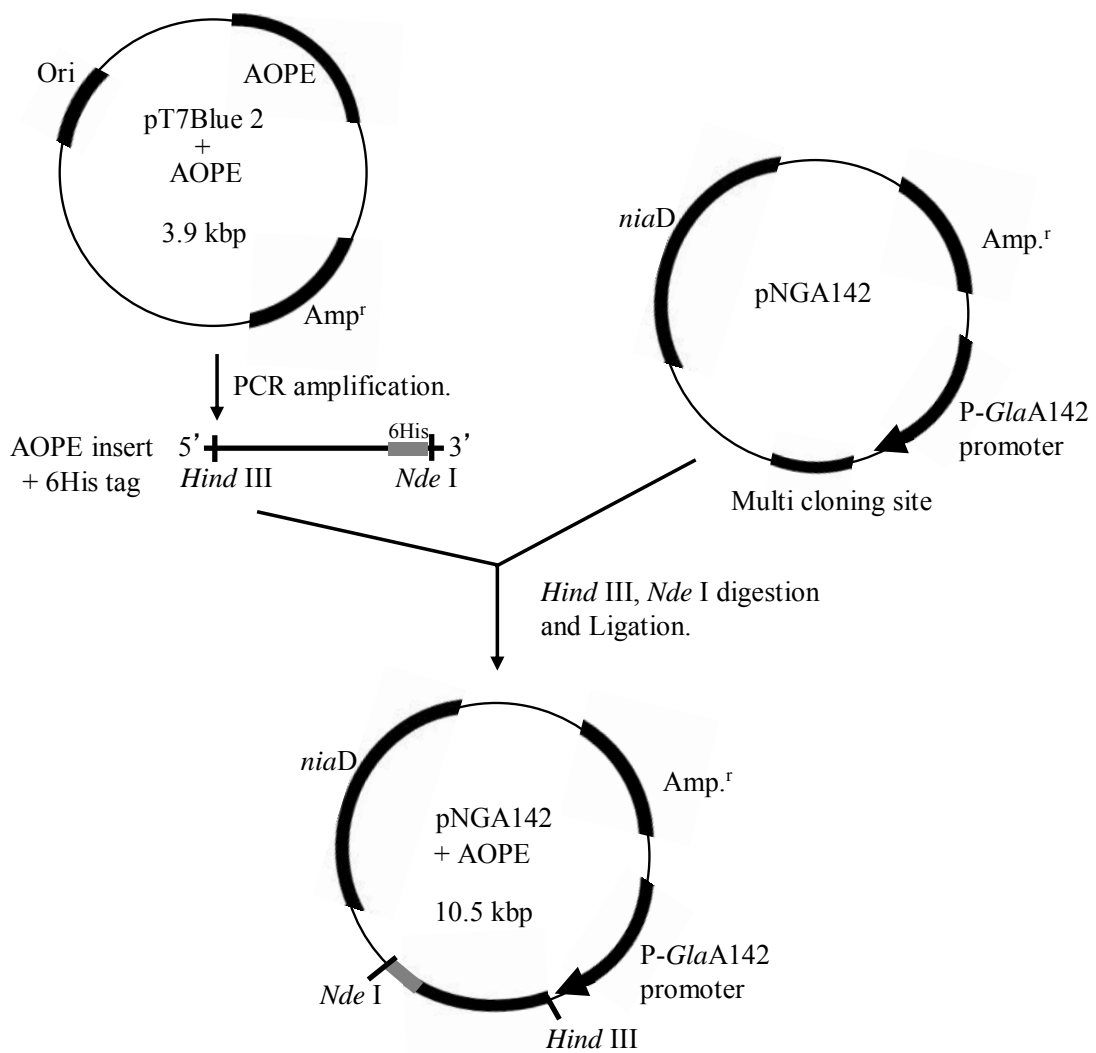 Ori
AOPE
pT7Blue 2
+
AOPE
3.9 kbp
Ampʳ
PCR amplification.
AOPE insert
+ 6His tag
5’
6His
3’
Hind III
Nde I
niaD
Amp.ʳ
pNGA142
P-GlaA142
promoter
Multi cloning site
Hind III, Nde I digestion
and Ligation.
niaD
Amp.ʳ
pNGA142
+ AOPE
10.5 kbp
P-GlaA142
promoter
Nde I
Hind III